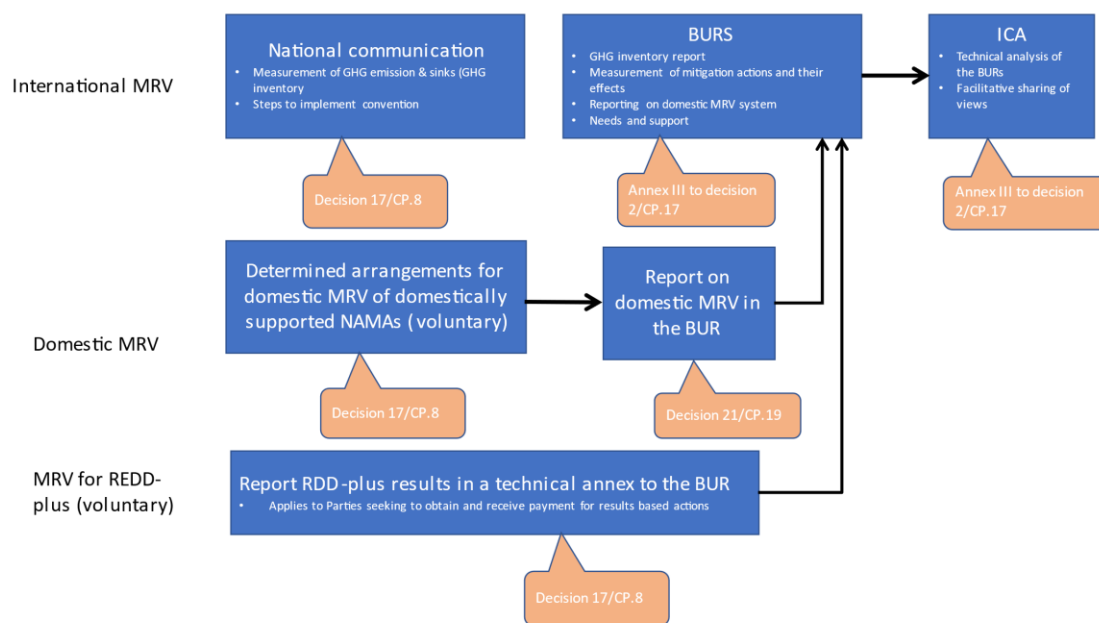 International MRV
National communication
• Measurement of GHG emission & sinks (GHG
inventory
• Steps to implement convention
Decision 17/CP.8
BURS
• GHG inventory report
• Measurement of mitigation actions and their
effects
• Reporting on domestic MRV system
• Needs and support
Annex III to decision
2/CP.17
ICA
• Technical analysis of
the BURs
• Facilitative sharing of
views
Annex III to decision
2/CP.17
Domestic MRV
Determined arrangements for
domestic MRV of domestically
supported NAMAs (voluntary)
Decision 17/CP.8
Report on
domestic MRV in
the BUR
Decision 21/CP.19
MRV for REDD-
plus (voluntary)
Report RDD-plus results in a technical annex to the BUR
• Applies to Parties seeking to obtain and receive payment for results based actions
Decision 17/CP.8